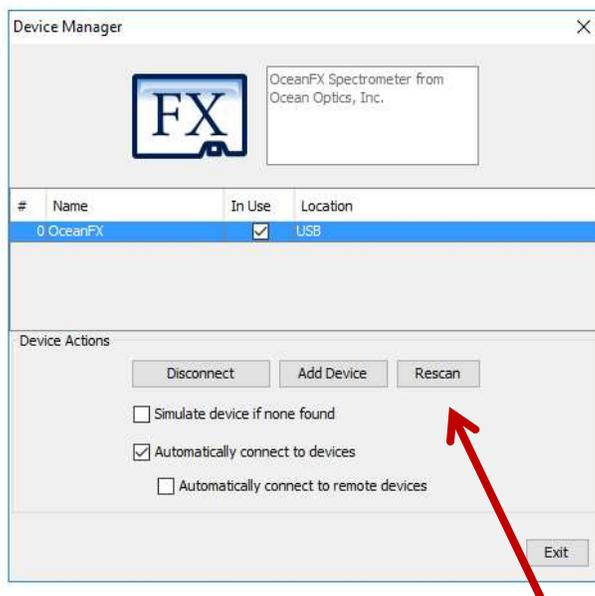 Device Manager
FX
OceanFX Spectrometer from
Ocean Optics, Inc.
# Name In Use Location
0 OceanFX USB
Device Actions
Disconnect Add Device Rescan
Simulate device if none found
Automatically connect to devices
Automatically connect to remote devices
Exit